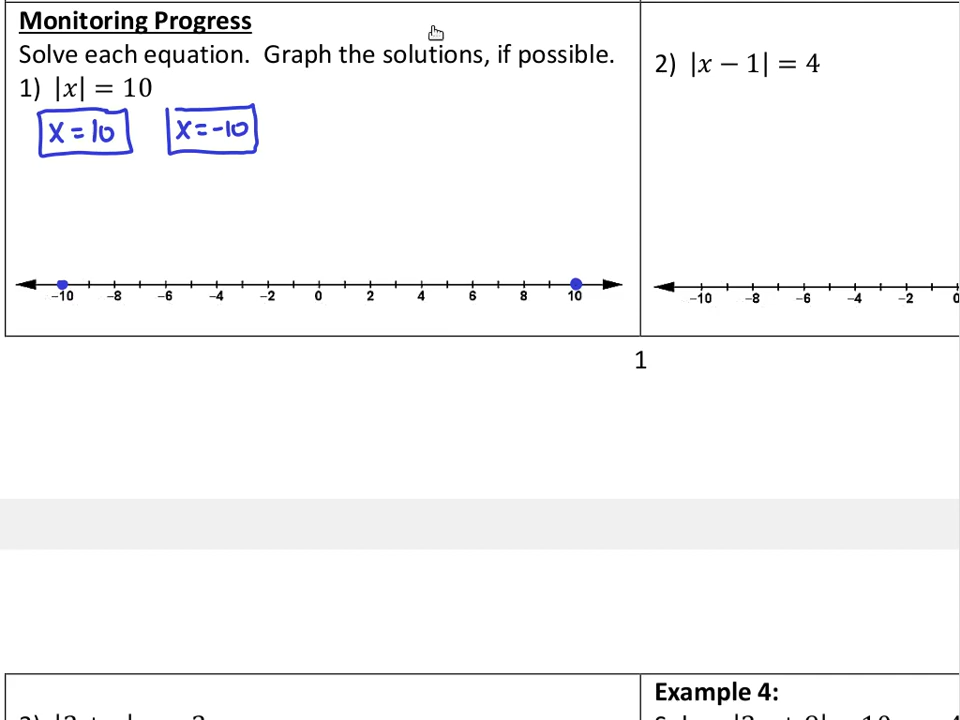 Monitoring Progress
Solve each equation. Graph the solutions, if possible.
1) |x| = 10
x = 10
x = -10
−10 −8 −6 −4 −2 0 2 4 6 8 10
2) |x − 1| = 4
−10 −8 −6 −4 −2 0
1
Example 4: